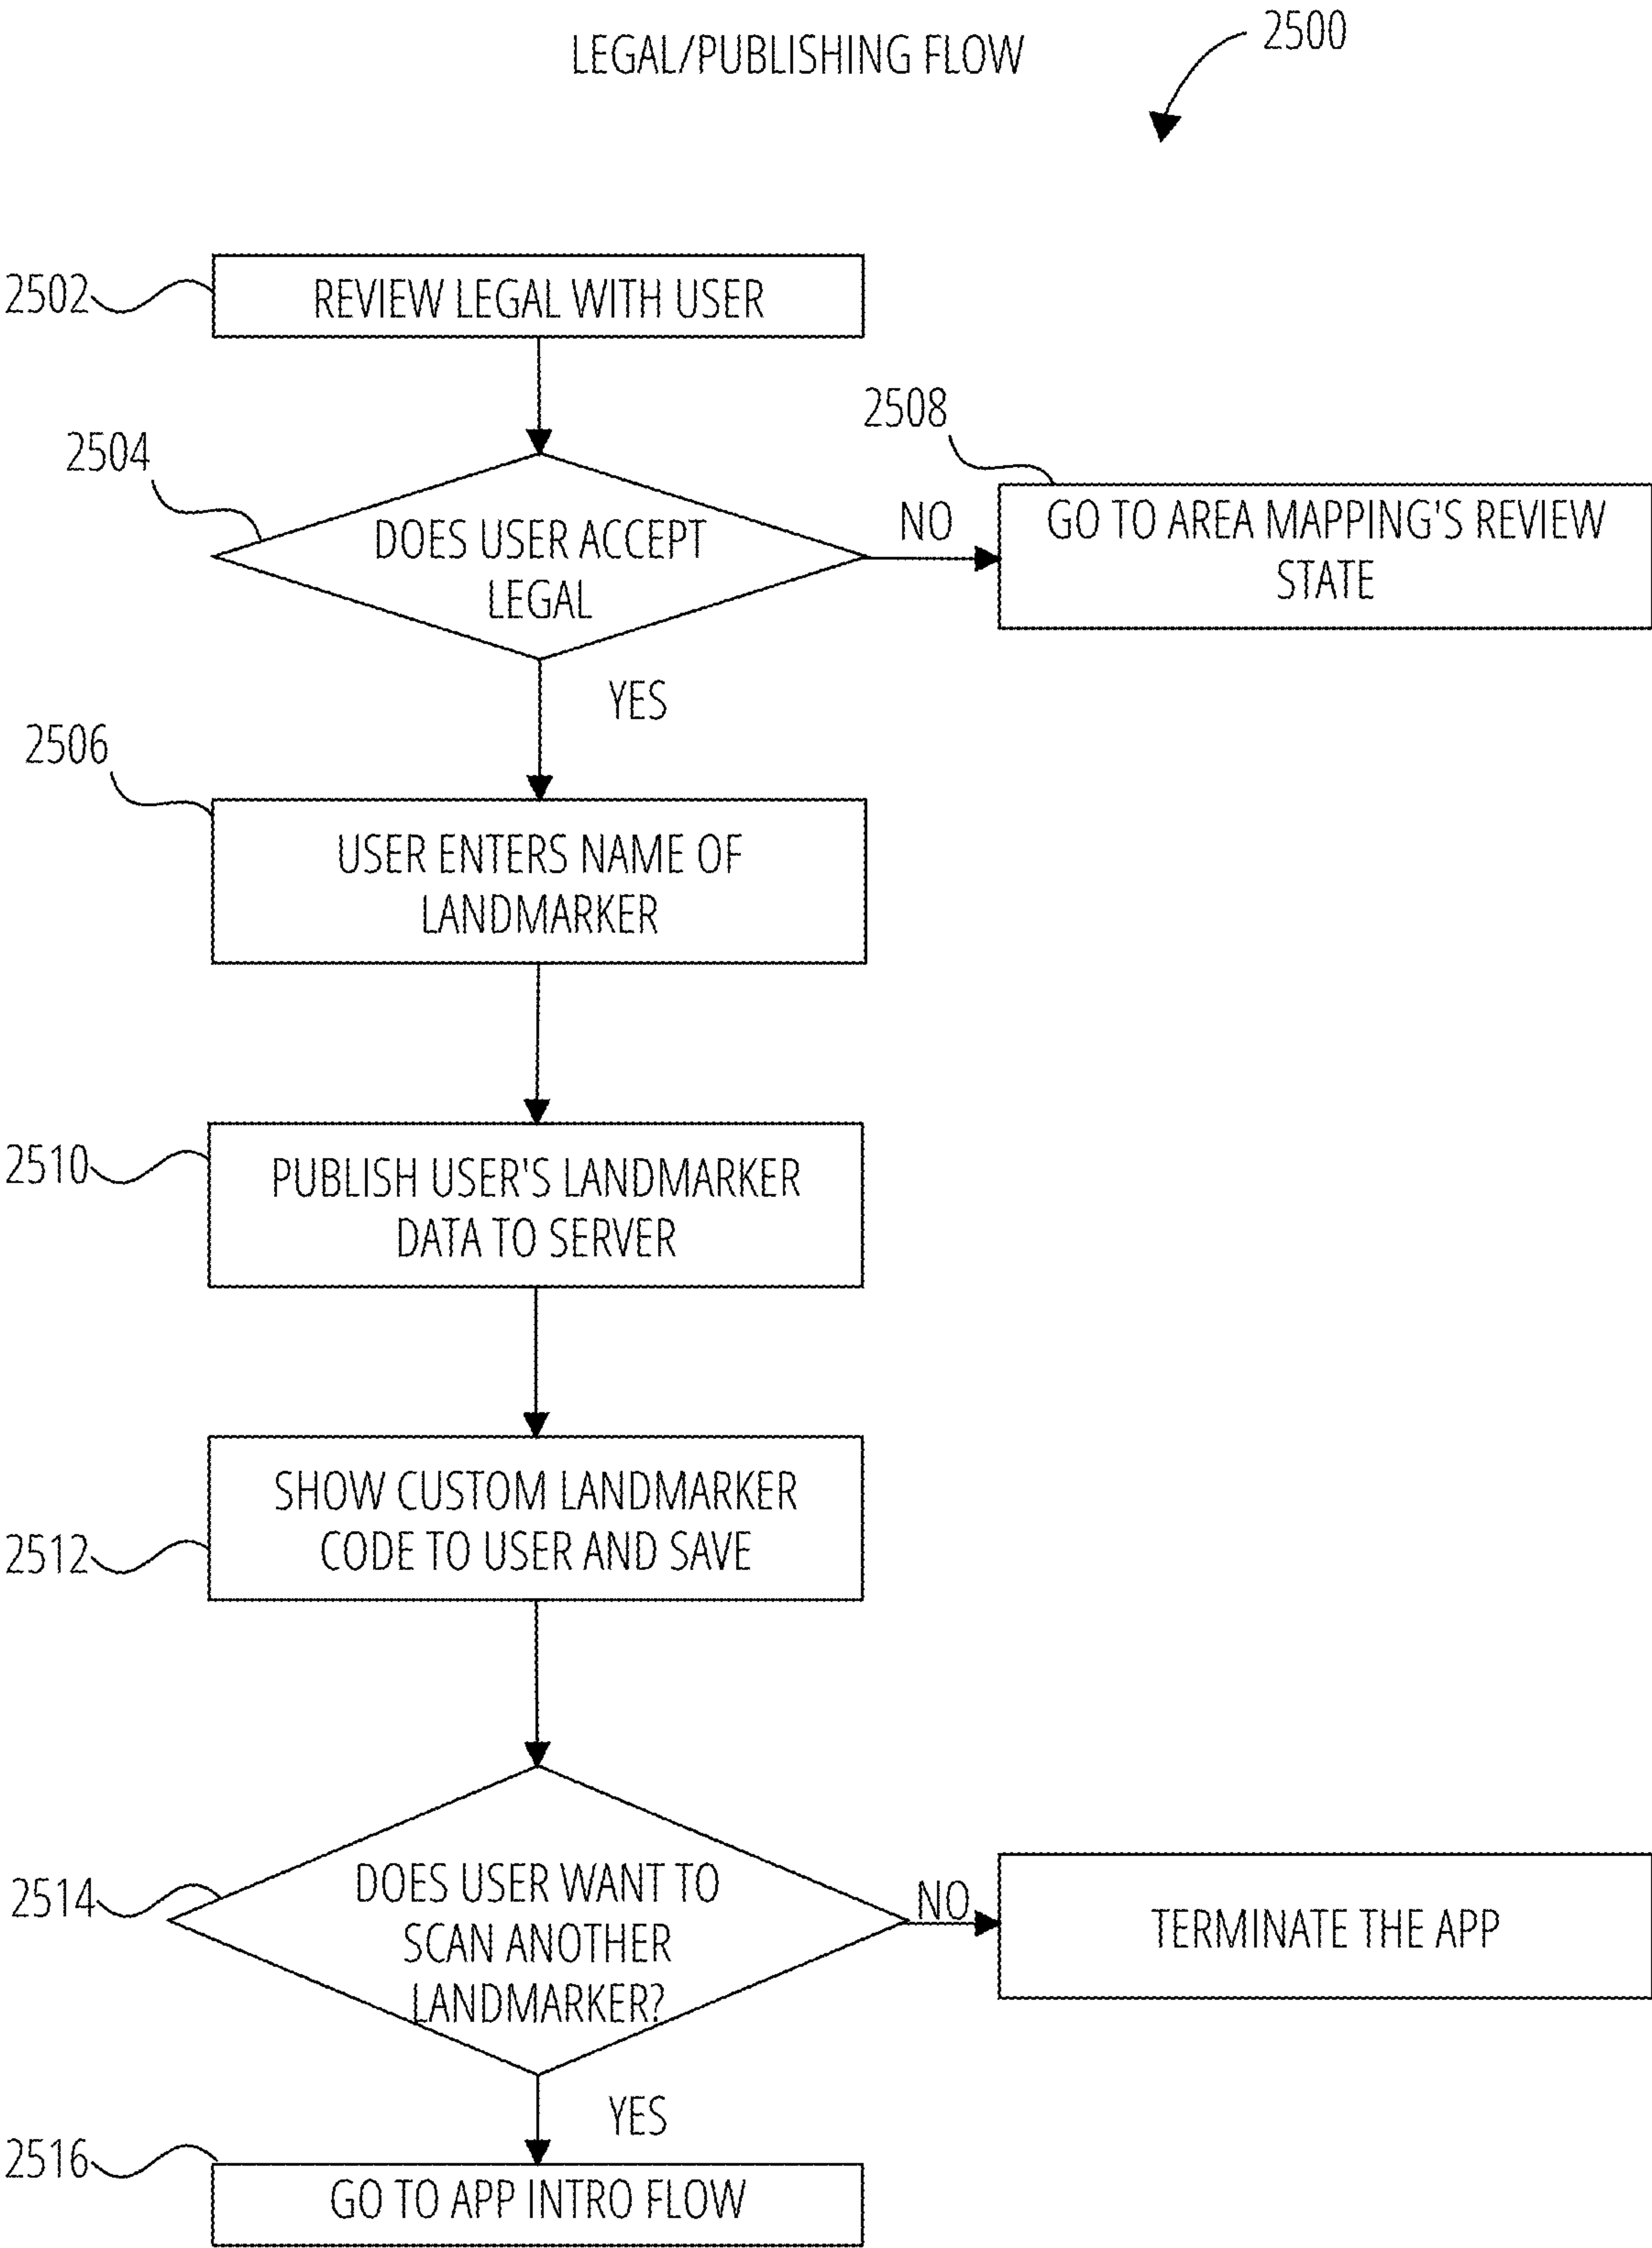 LEGAL/PUBLISHING FLOW
2500
2502
REVIEW LEGAL WITH USER
2504
DOES USER ACCEPT
LEGAL
NO
2508
GO TO AREA MAPPING'S REVIEW
STATE
YES
2506
USER ENTERS NAME OF
LANDMARKER
2510
PUBLISH USER'S LANDMARKER
DATA TO SERVER
2512
SHOW CUSTOM LANDMARKER
CODE TO USER AND SAVE
2514
DOES USER WANT TO
SCAN ANOTHER
LANDMARKER?
NO
TERMINATE THE APP
YES
2516
GO TO APP INTRO FLOW